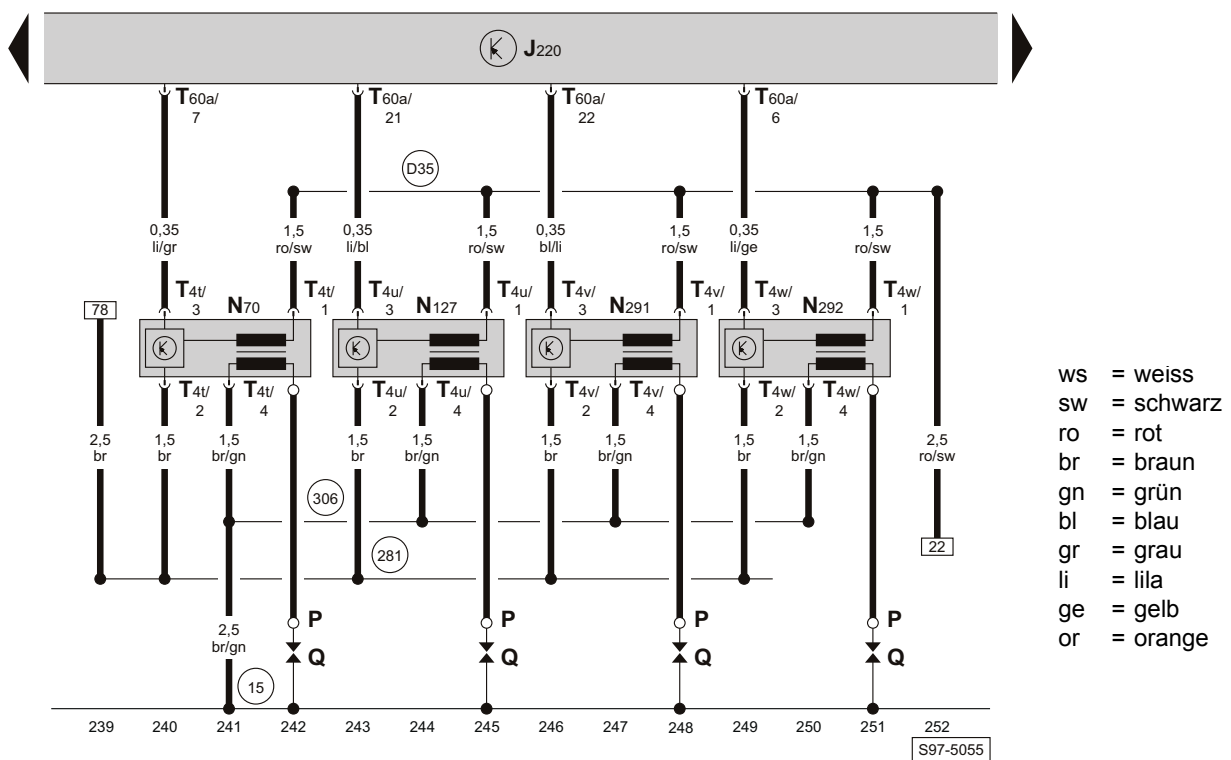 J220
T60a/ T60a/ T60a/ T60a/
7 21 22 6
D35
0,35 1,5 0,35 1,5 0,35 1,5 0,35 1,5
li/gr ro/sw li/bl ro/sw bl/li ro/sw li/ge ro/sw
T4t/ N70 T4t/ T4u/ N127 T4u/ T4v/ N291 T4v/ T4w/ N292 T4w/
78 3 1 3 1 3 1 3 1
T4t/ T4t/ T4u/ T4u/ T4v/ T4v/ T4w/ T4w/
2 4 2 4 2 4 2 4
2,5 1,5 1,5 1,5 1,5 1,5 1,5 1,5 1,5 2,5
br br br/gn br br/gn br br/gn br br/gn ro/sw
306
281
22
P P P P
2,5
br/gn
Q Q Q Q
15
239 240 241 242 243 244 245 246 247 248 249 250 251 252
S97-5055
ws = weiss
sw = schwarz
ro = rot
br = braun
gn = grün
bl = blau
gr = grau
li = lila
ge = gelb
or = orange